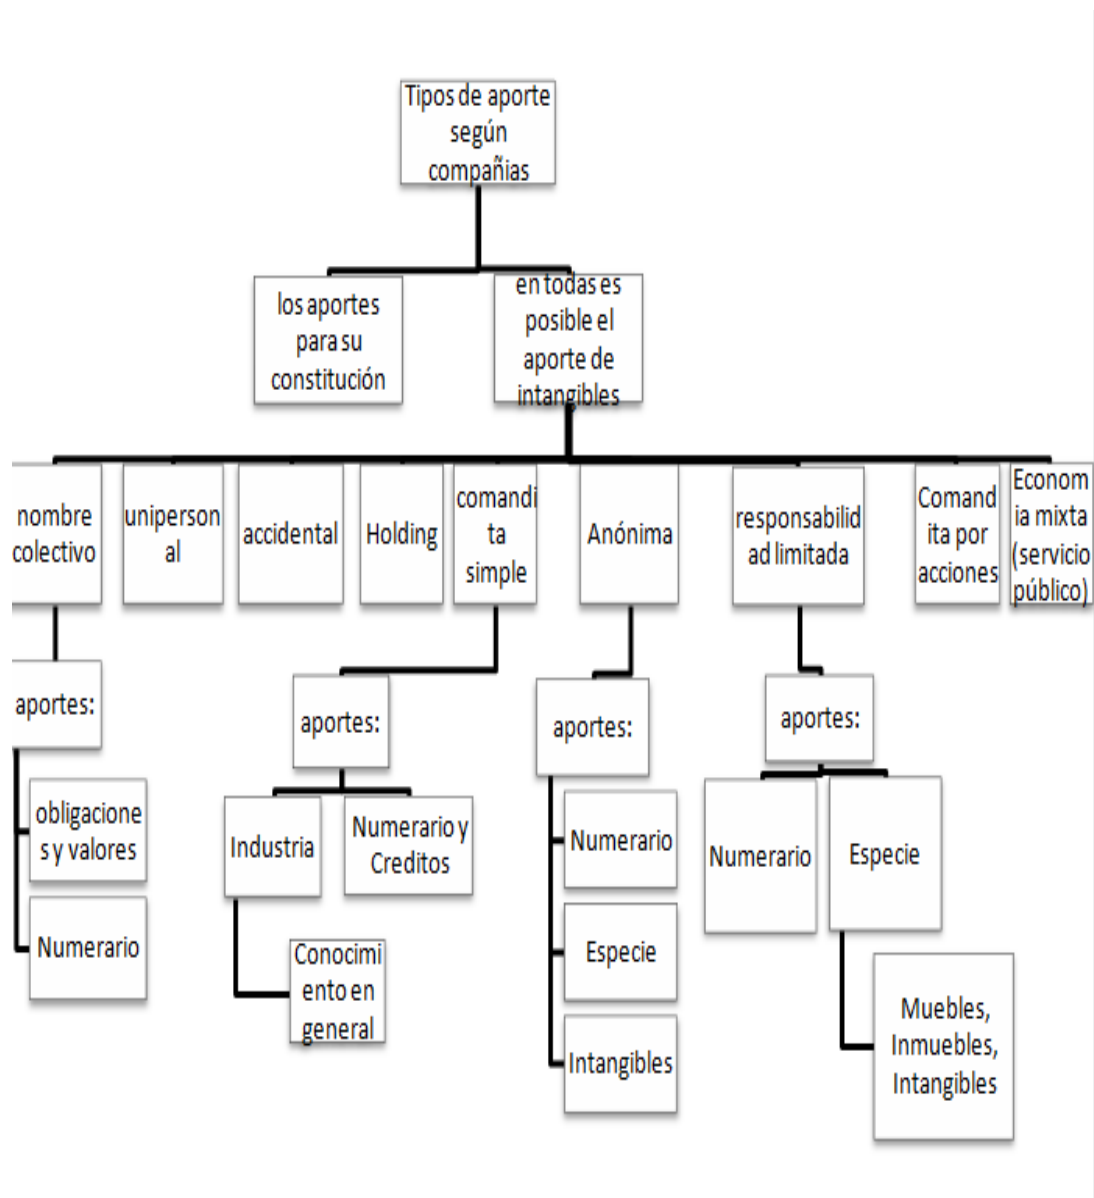 Tipos de aporte
según
compañias
los aportes
para su
constitución
en todas es
posible el
aporte de
intangibles
nombre
colectivo
uniperson
al
accidental
Holding
comandi
ta
simple
Anónima
responsabilid
ad limitada
Comand
ita por
acciones
Econom
ia mixta
(servicio
público)
aportes:
aportes:
aportes:
aportes:
obligacione
s y valores
Numerario
Industria
Numerario y
Creditos
Conocimi
ento en
general
Numerario
Especie
Intangibles
Numerario
Especie
Muebles,
Inmuebles,
Intangibles